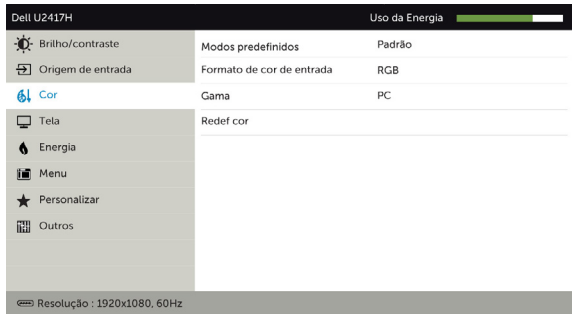 Dell U2417H Uso da Energia
Brilho/contraste
Origem de entrada
Cor
Tela
Energia
Menu
Personalizar
Outros
Modos predefinidos Padrão
Formato de cor de entrada RGB
Gama PC
Redef cor
Resolução : 1920x1080, 60Hz